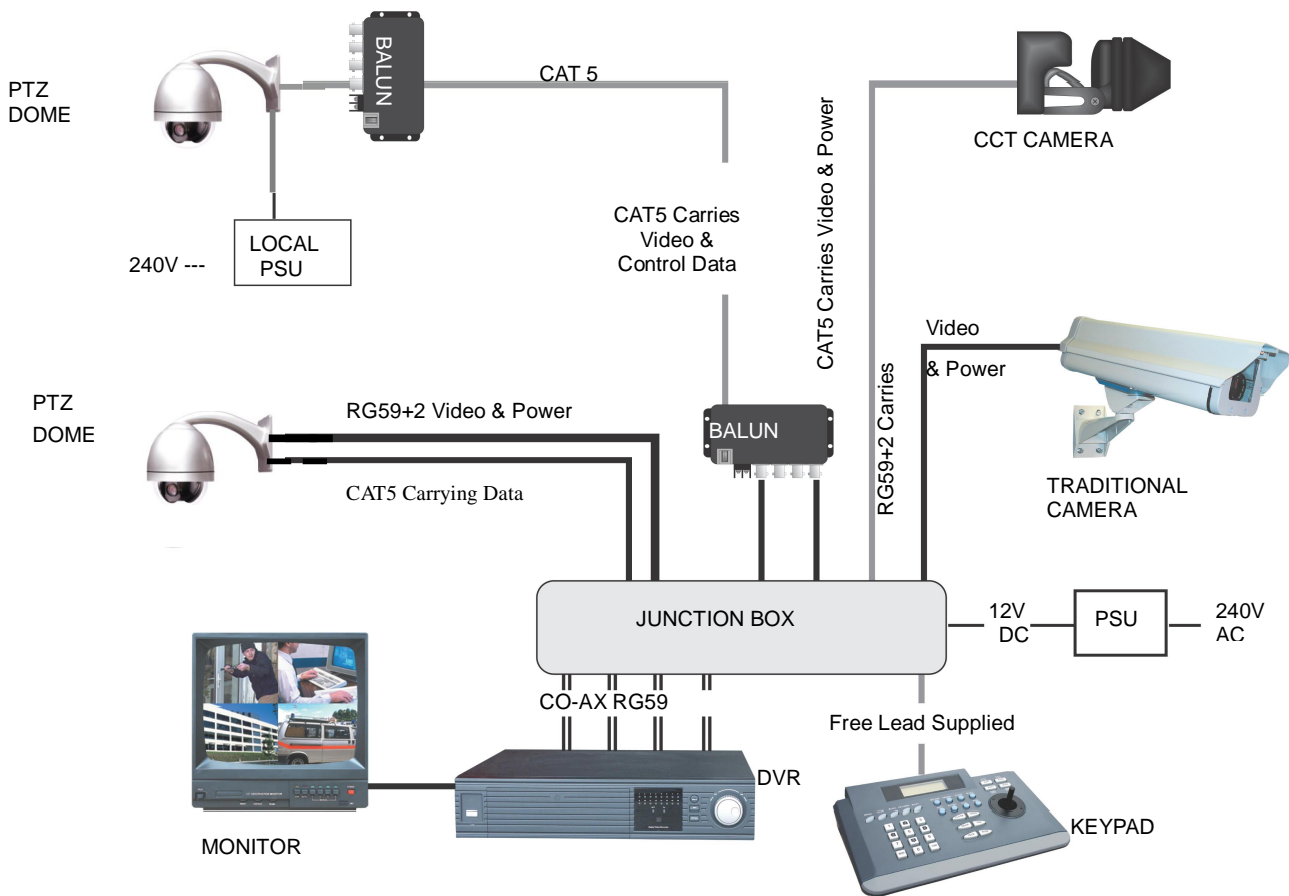 PTZ
DOME
BALUN
CAT 5
CCT CAMERA
CAT5 Carries Video & Power
CAT5 Carries
Video &
Control Data
LOCAL
PSU
240V ---
Video
& Power
PTZ
DOME
RG59+2 Video & Power
CAT5 Carrying Data
BALUN
RG59+2 Carries
TRADITIONAL
CAMERA
JUNCTION BOX
12V
DC
PSU
240V
AC
CO-AX RG59
Free Lead Supplied
DVR
MONITOR
KEYPAD